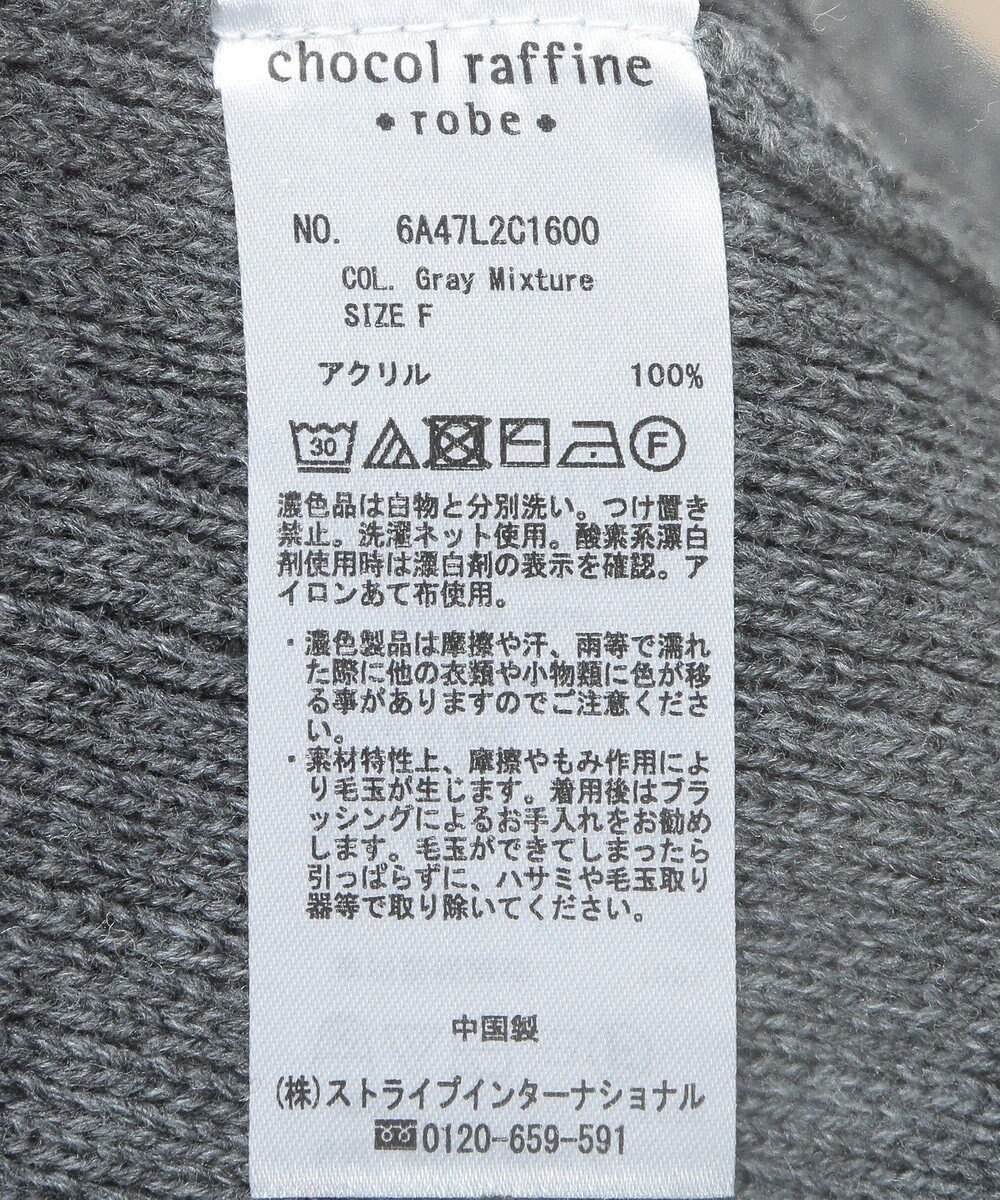 chocol raffine
• robe •
NO. 6A47L2C1600
COL. Gray Mixture
SIZE F
アクリル 100%
30 F
濃色品は白物と分別洗い。つけ置き
禁止。洗濯ネット使用。酸素系漂白
剤使用時は漂白剤の表示を確認。ア
イロンあて布使用。
・濃色製品は摩擦や汗、雨等で濡れ
た際に他の衣類や小物類に色が移
る事がありますのでご注意くださ
い。
・素材特性上、摩擦やもみ作用によ
り毛玉が生じます。着用後はブラ
ッシングによるお手入れをお勧め
します。毛玉ができてしまったら
引っぱらずに、ハサミや毛玉取り
器等で取り除いてください。
中国製
(株)ストライプインターナショナル
0120-659-591